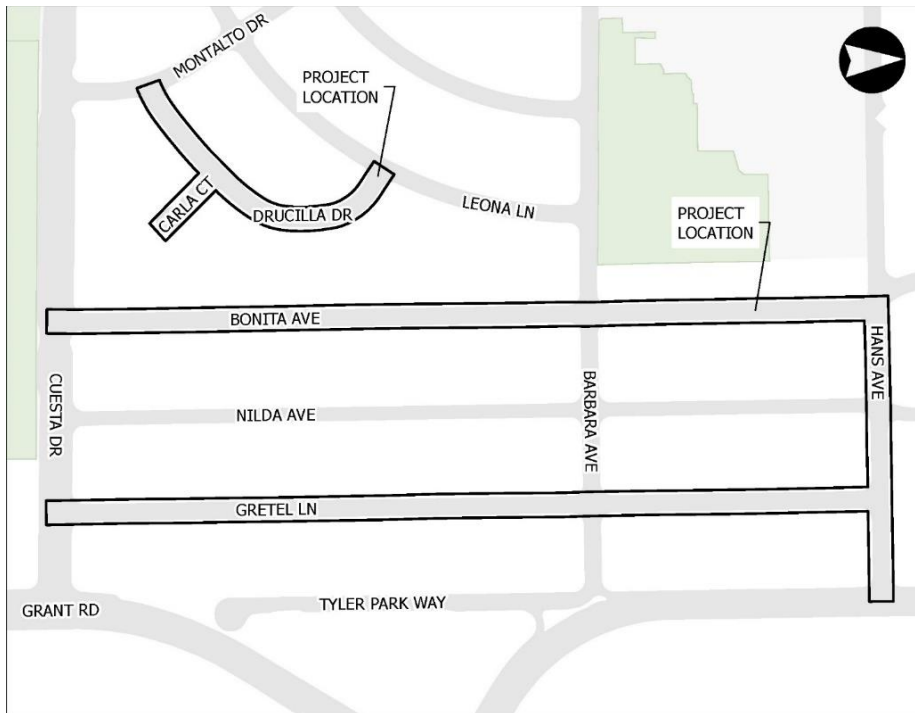 MONTALTO DR
PROJECT
LOCATION
CARLA CT
DRUCILLA DR
LEONA LN
PROJECT
LOCATION
BONITA AVE
HANS AVE
CUESTA DR
NILDA AVE
BARBARA AVE
GRETEL LN
GRANT RD
TYLER PARK WAY